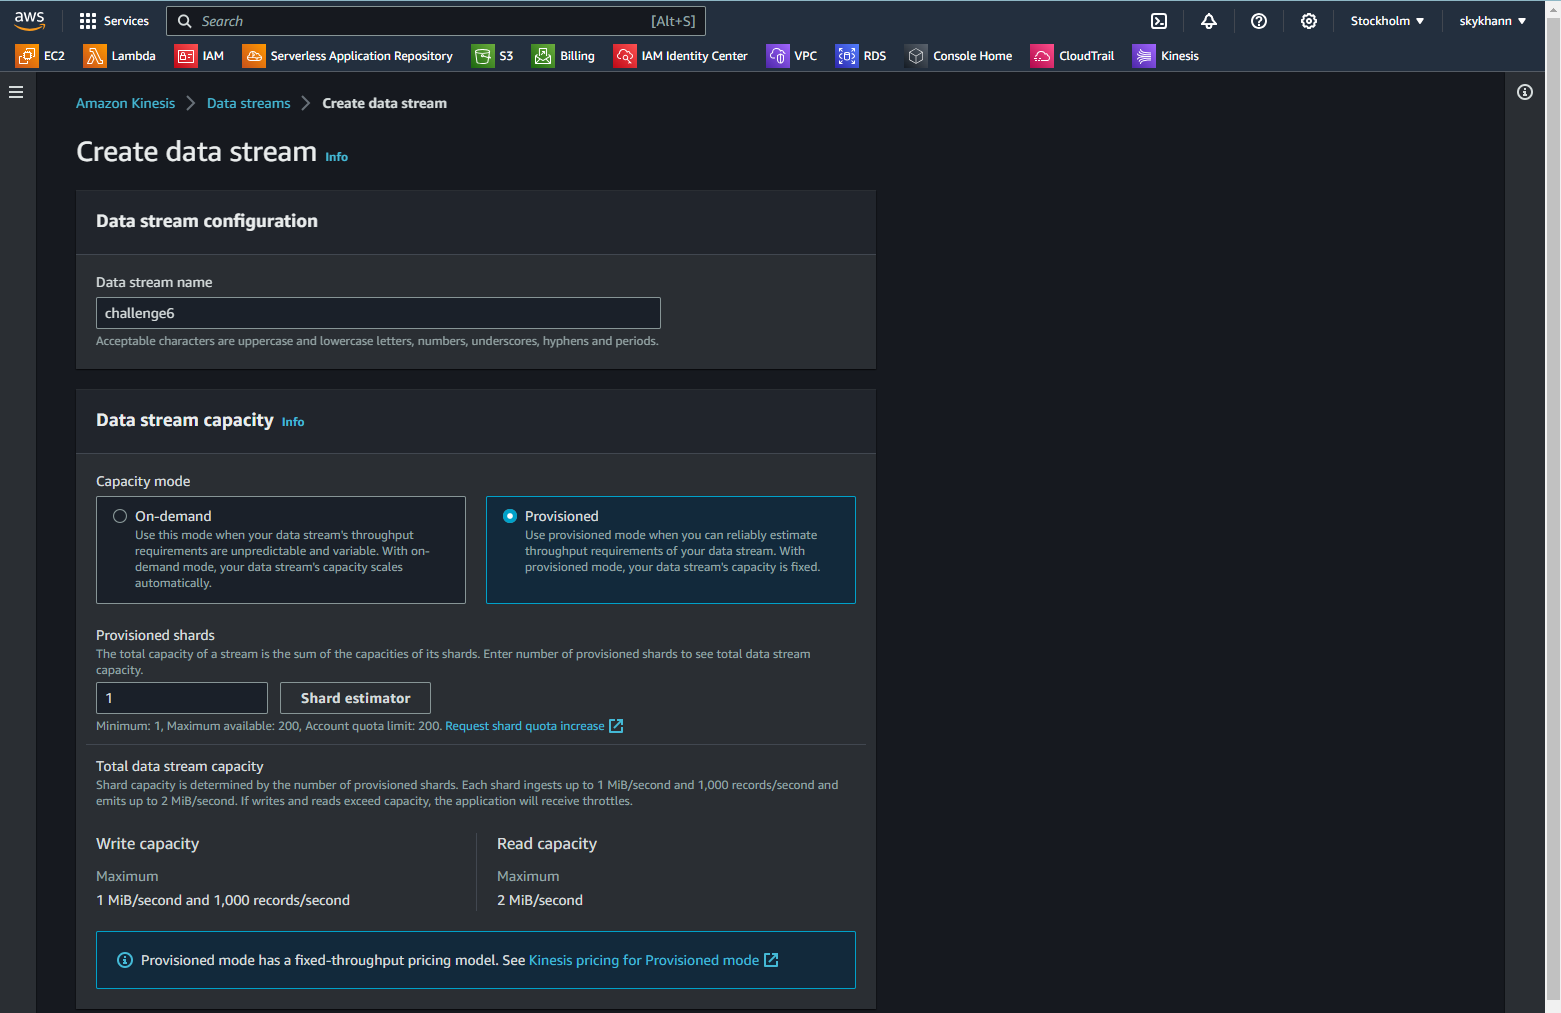 aws Services Search [Alt+S] Stockholm ▼ skykhann ▼
EC2 Lambda IAM Serverless Application Repository S3 Billing IAM Identity Center VPC RDS Console Home CloudTrail Kinesis
Amazon Kinesis > Data streams > Create data stream
Create data stream Info
Data stream configuration
Data stream name
challenge6
Acceptable characters are uppercase and lowercase letters, numbers, underscores, hyphens and periods.
Data stream capacity Info
Capacity mode
On-demand
Use this mode when your data stream's throughput
requirements are unpredictable and variable. With on-
demand mode, your data stream's capacity scales
automatically.
Provisioned
Use provisioned mode when you can reliably estimate
throughput requirements of your data stream. With
provisioned mode, your data stream's capacity is fixed.
Provisioned shards
The total capacity of a stream is the sum of the capacities of its shards. Enter number of provisioned shards to see total data stream
capacity.
1 Shard estimator
Minimum: 1, Maximum available: 200, Account quota limit: 200. Request shard quota increase
Total data stream capacity
Shard capacity is determined by the number of provisioned shards. Each shard ingests up to 1 MiB/second and 1,000 records/second and
emits up to 2 MiB/second. If writes and reads exceed capacity, the application will receive throttles.
Write capacity
Maximum
1 MiB/second and 1,000 records/second
Read capacity
Maximum
2 MiB/second
Provisioned mode has a fixed-throughput pricing model. See Kinesis pricing for Provisioned mode